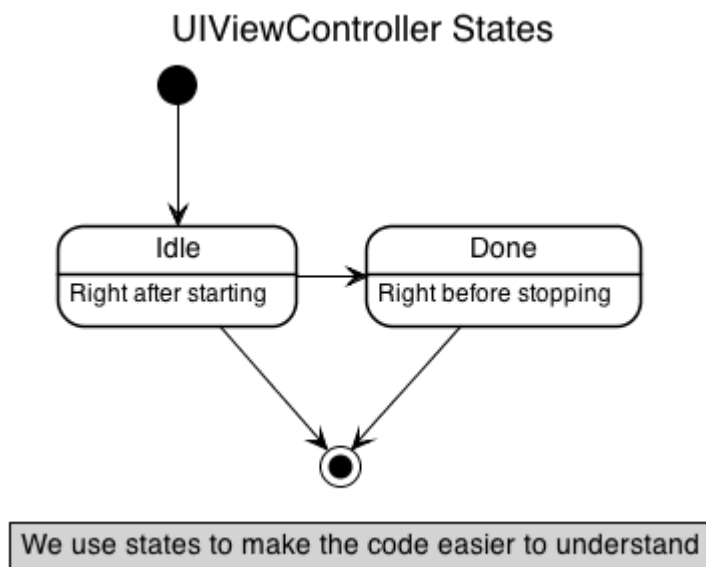 UIViewController States
Idle
Right after starting
Done
Right before stopping
We use states to make the code easier to understand